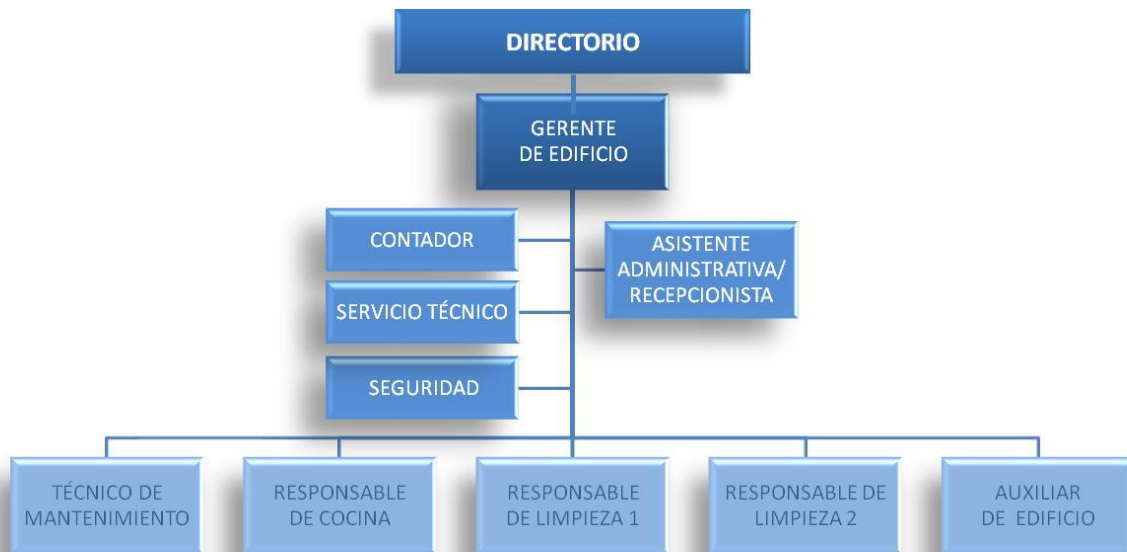 DIRECTORIO
GERENTE
DE EDIFICIO
CONTADOR
ASISTENTE
ADMINISTRATIVA/
RECEPCIONISTA
SERVICIO TÉCNICO
SEGURIDAD
TÉCNICO DE
MANTENIMIENTO
RESPONSABLE
DE COCINA
RESPONSABLE
DE LIMPIEZA 1
RESPONSABLE DE
LIMPIEZA 2
AUXILIAR
DE EDIFICIO